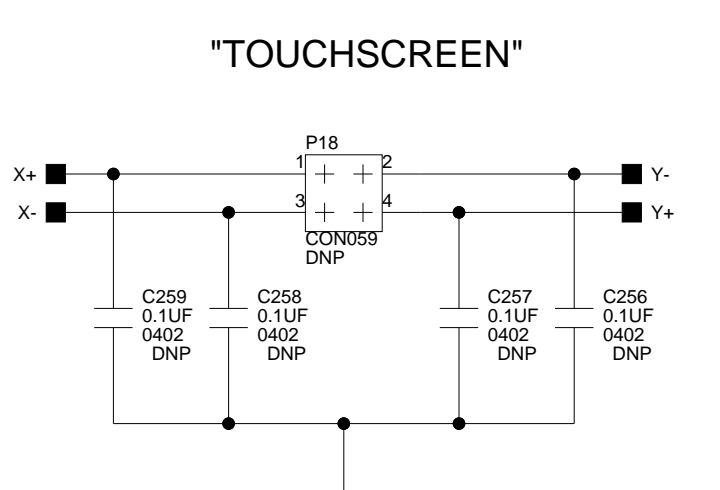 "TOUCHSCREEN"
P18
X+ 1 2 Y-
X- 3 4 Y+
CON059
DNP
C259 C258 C257 C256
0.1UF 0.1UF 0.1UF 0.1UF
0402 0402 0402 0402
DNP DNP DNP DNP